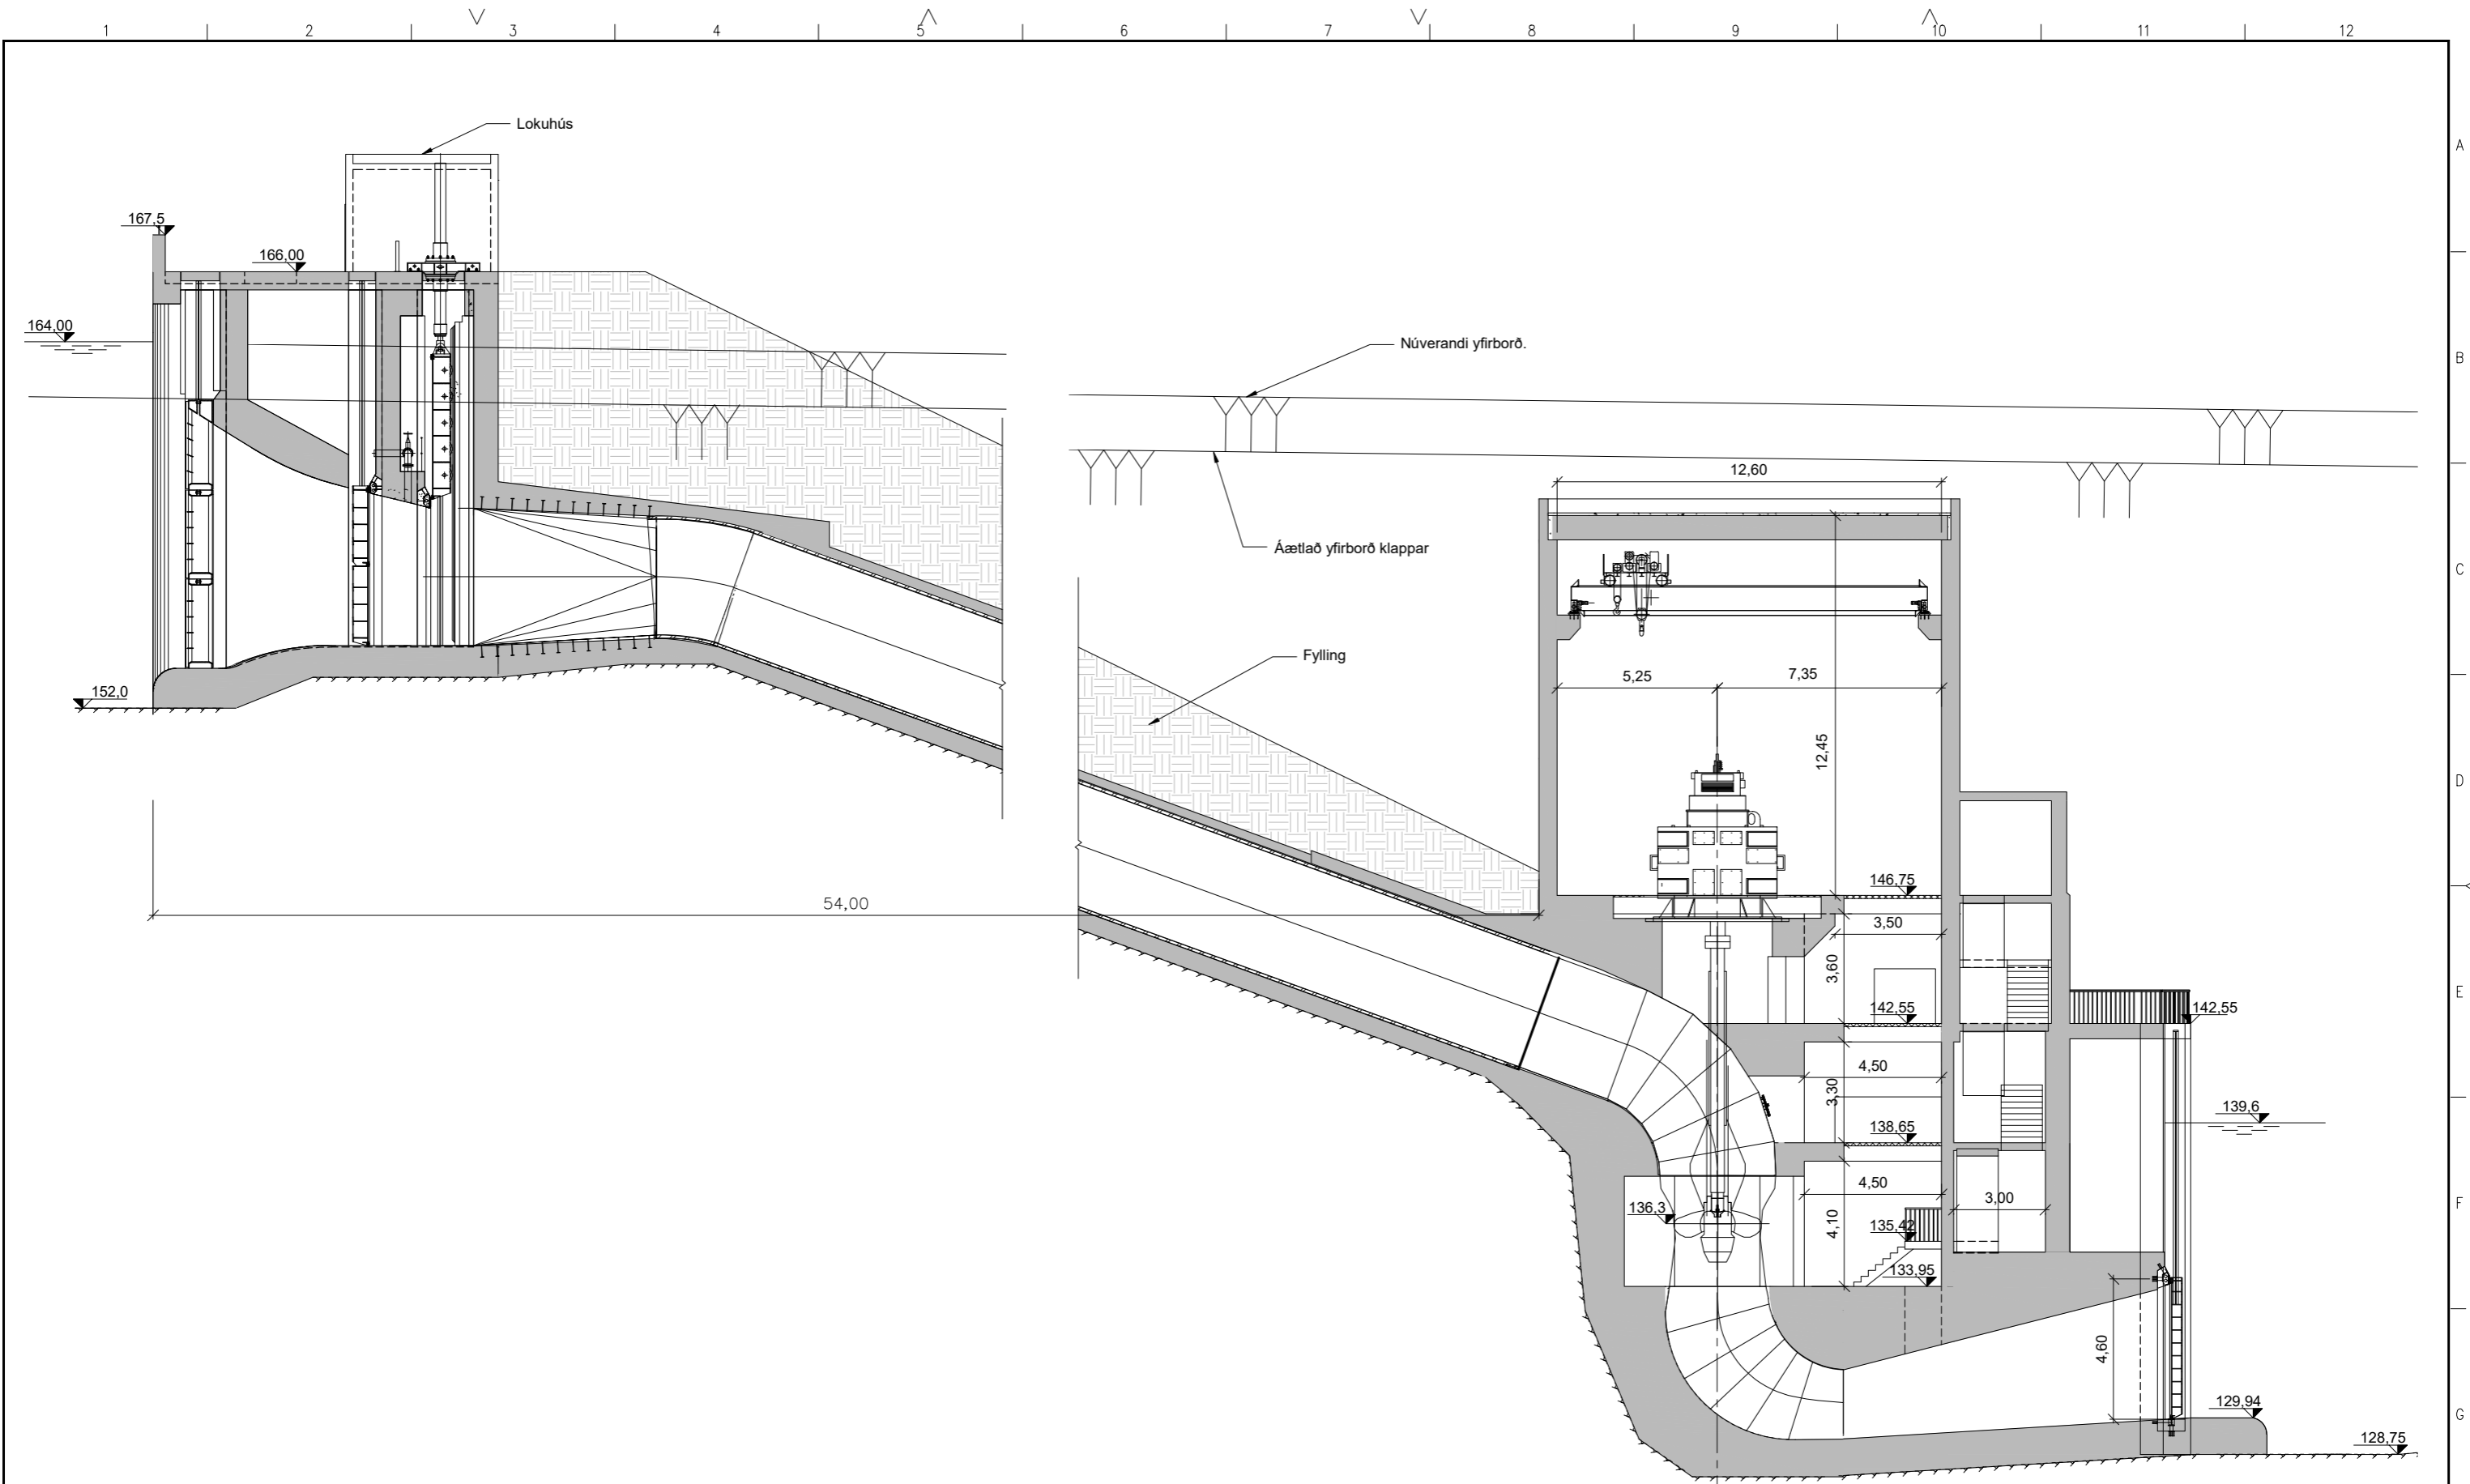 1 2 3 4 5 6 7 8 9 10 11 12
A
Lokuhús
167,5
166,00
164,00
Núverandi yfirborð.
B
12,60
Áætlað yfirborð klappar
C
Fylling
5,25 7,35
152,0
12,45
D
146,75
54,00
3,50
3,60
E
142,55 142,55
4,50
3,30
139,6
138,65
4,50
3,00
F
136,3
4,10
135,42
133,95
4,60
129,94
G
128,75